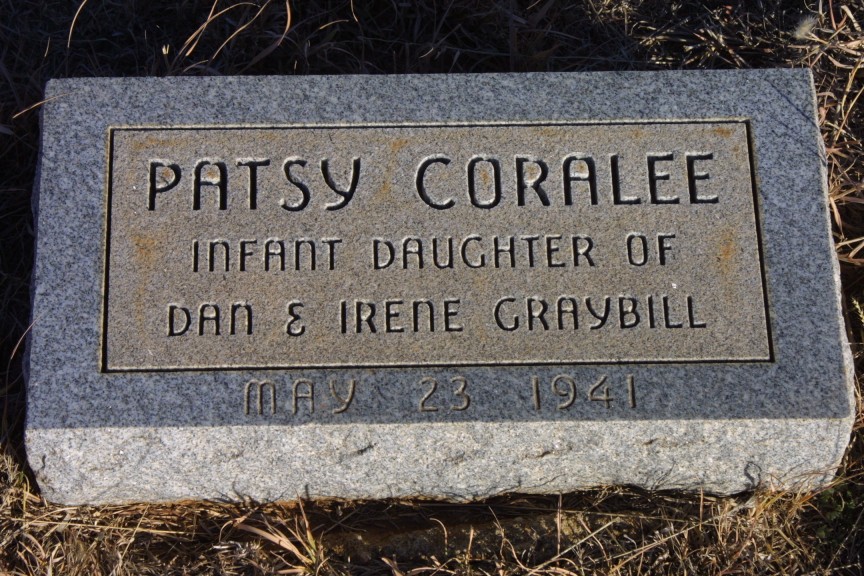 PATSY CORALEE
INFANT DAUGHTER OF
DAN & IRENE GRAYBILL
MAY 23 1941